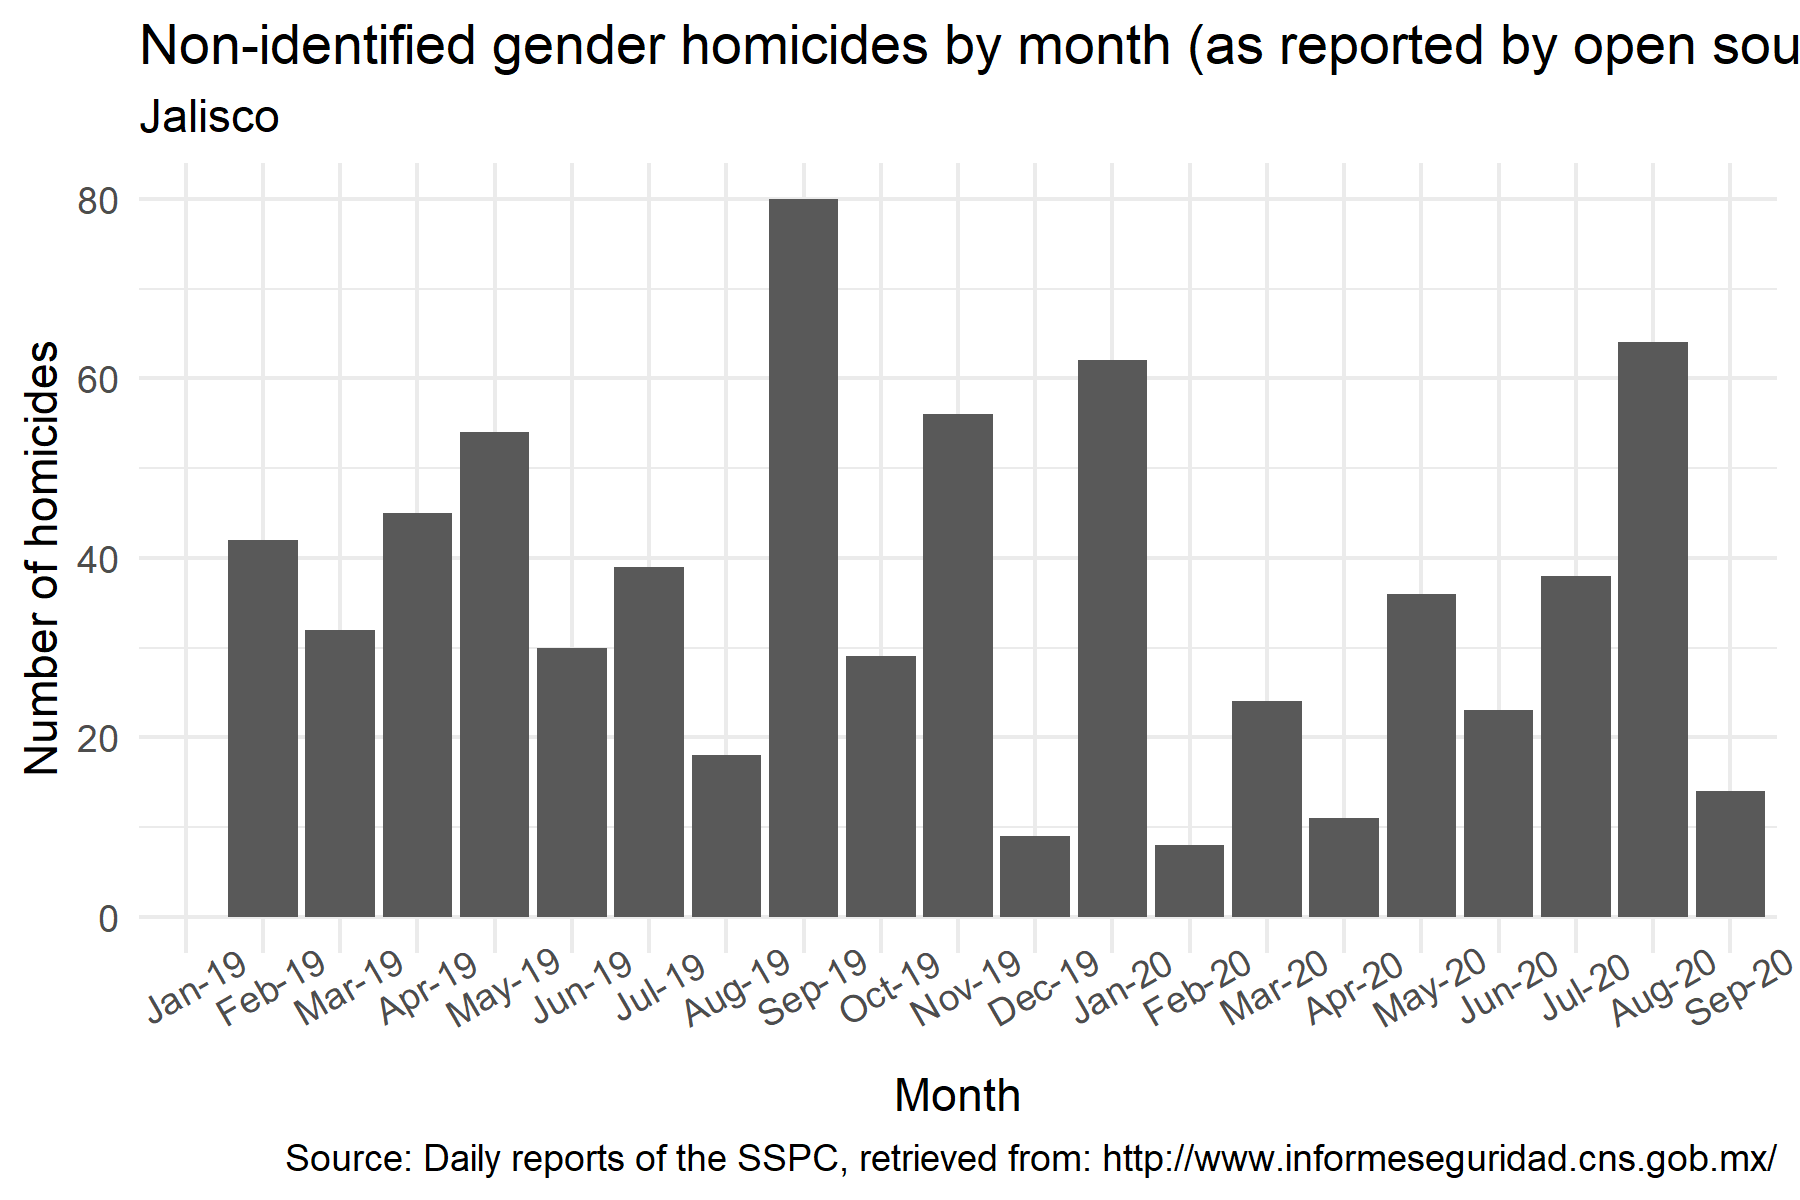 Non-identified gender homicides by month (as reported by open sou
Jalisco
Number of homicides
80
60
40
20
0
Jan-19
Feb-19
Mar-19
Apr-19
May-19
Jun-19
Jul-19
Aug-19
Sep-19
Oct-19
Nov-19
Dec-19
Jan-20
Feb-20
Mar-20
Apr-20
May-20
Jun-20
Jul-20
Aug-20
Sep-20
Month
Source: Daily reports of the SSPC, retrieved from: http://www.informeseguridad.cns.gob.mx/